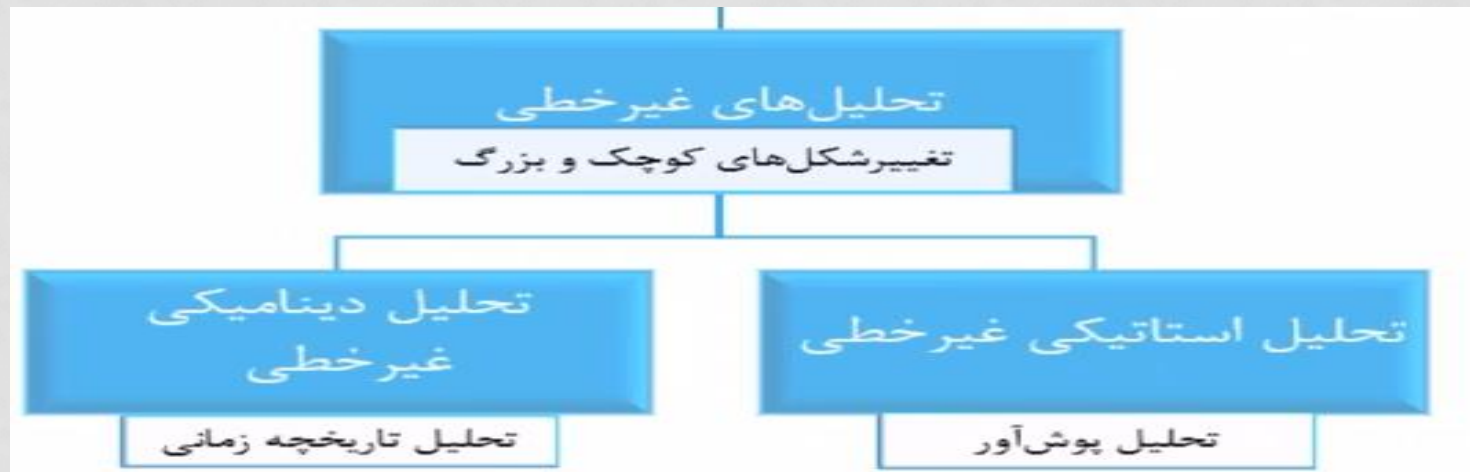 تحلیل‌های غیرخطی
تغییرشکل‌های کوچک و بزرگ
تحلیل استاتیکی غیرخطی
تحلیل پوش‌آور
تحلیل دینامیکی
غیرخطی
تحلیل تاریخچه زمانی